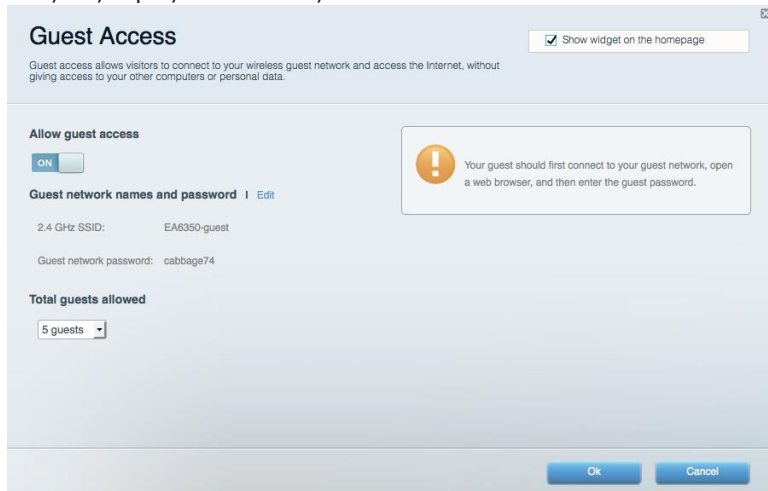 Guest Access
Show widget on the homepage
Guest access allows visitors to connect to your wireless guest network and access the Internet, without
giving access to your other computers or personal data.
Allow guest access
ON
Your guest should first connect to your guest network, open
a web browser, and then enter the guest password.
Guest network names and password | Edit
2.4 GHz SSID: EA6350-guest
Guest network password: cabbage74
Total guests allowed
5 guests
Ok Cancel